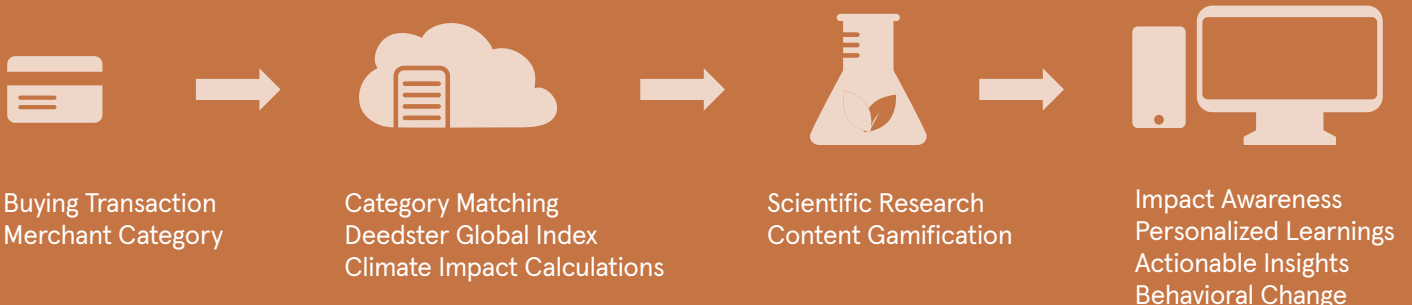 Buying Transaction
Merchant Category
Category Matching
Deedster Global Index
Climate Impact Calculations
Scientific Research
Content Gamification
Impact Awareness
Personalized Learnings
Actionable Insights
Behavioral Change